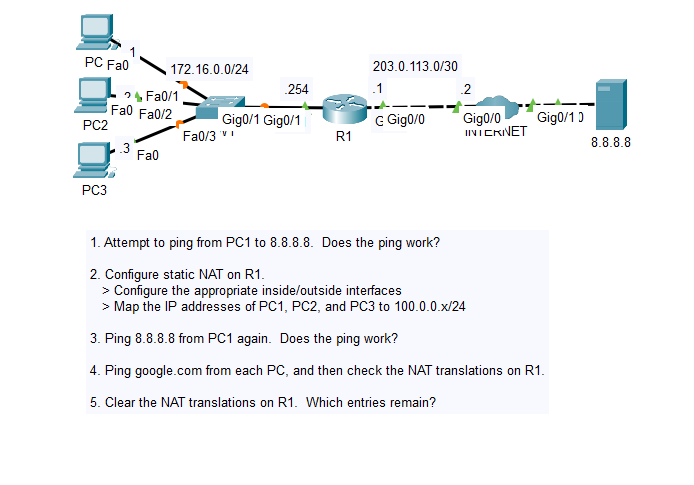 1
PC Fa0
172.16.0.0/24
203.0.113.0/30
.254
.1
.2
Fa0/1
Fa0 Fa0/2
PC2
Gig0/1 Gig0/1
G Gig0/0
Gig0/0
Gig0/1
Fa0/3
R1
INTERNET
8.8.8.8
.3
Fa0
PC3
1. Attempt to ping from PC1 to 8.8.8.8. Does the ping work?
2. Configure static NAT on R1.
> Configure the appropriate inside/outside interfaces
> Map the IP addresses of PC1, PC2, and PC3 to 100.0.0.x/24
3. Ping 8.8.8.8 from PC1 again. Does the ping work?
4. Ping google.com from each PC, and then check the NAT translations on R1.
5. Clear the NAT translations on R1. Which entries remain?